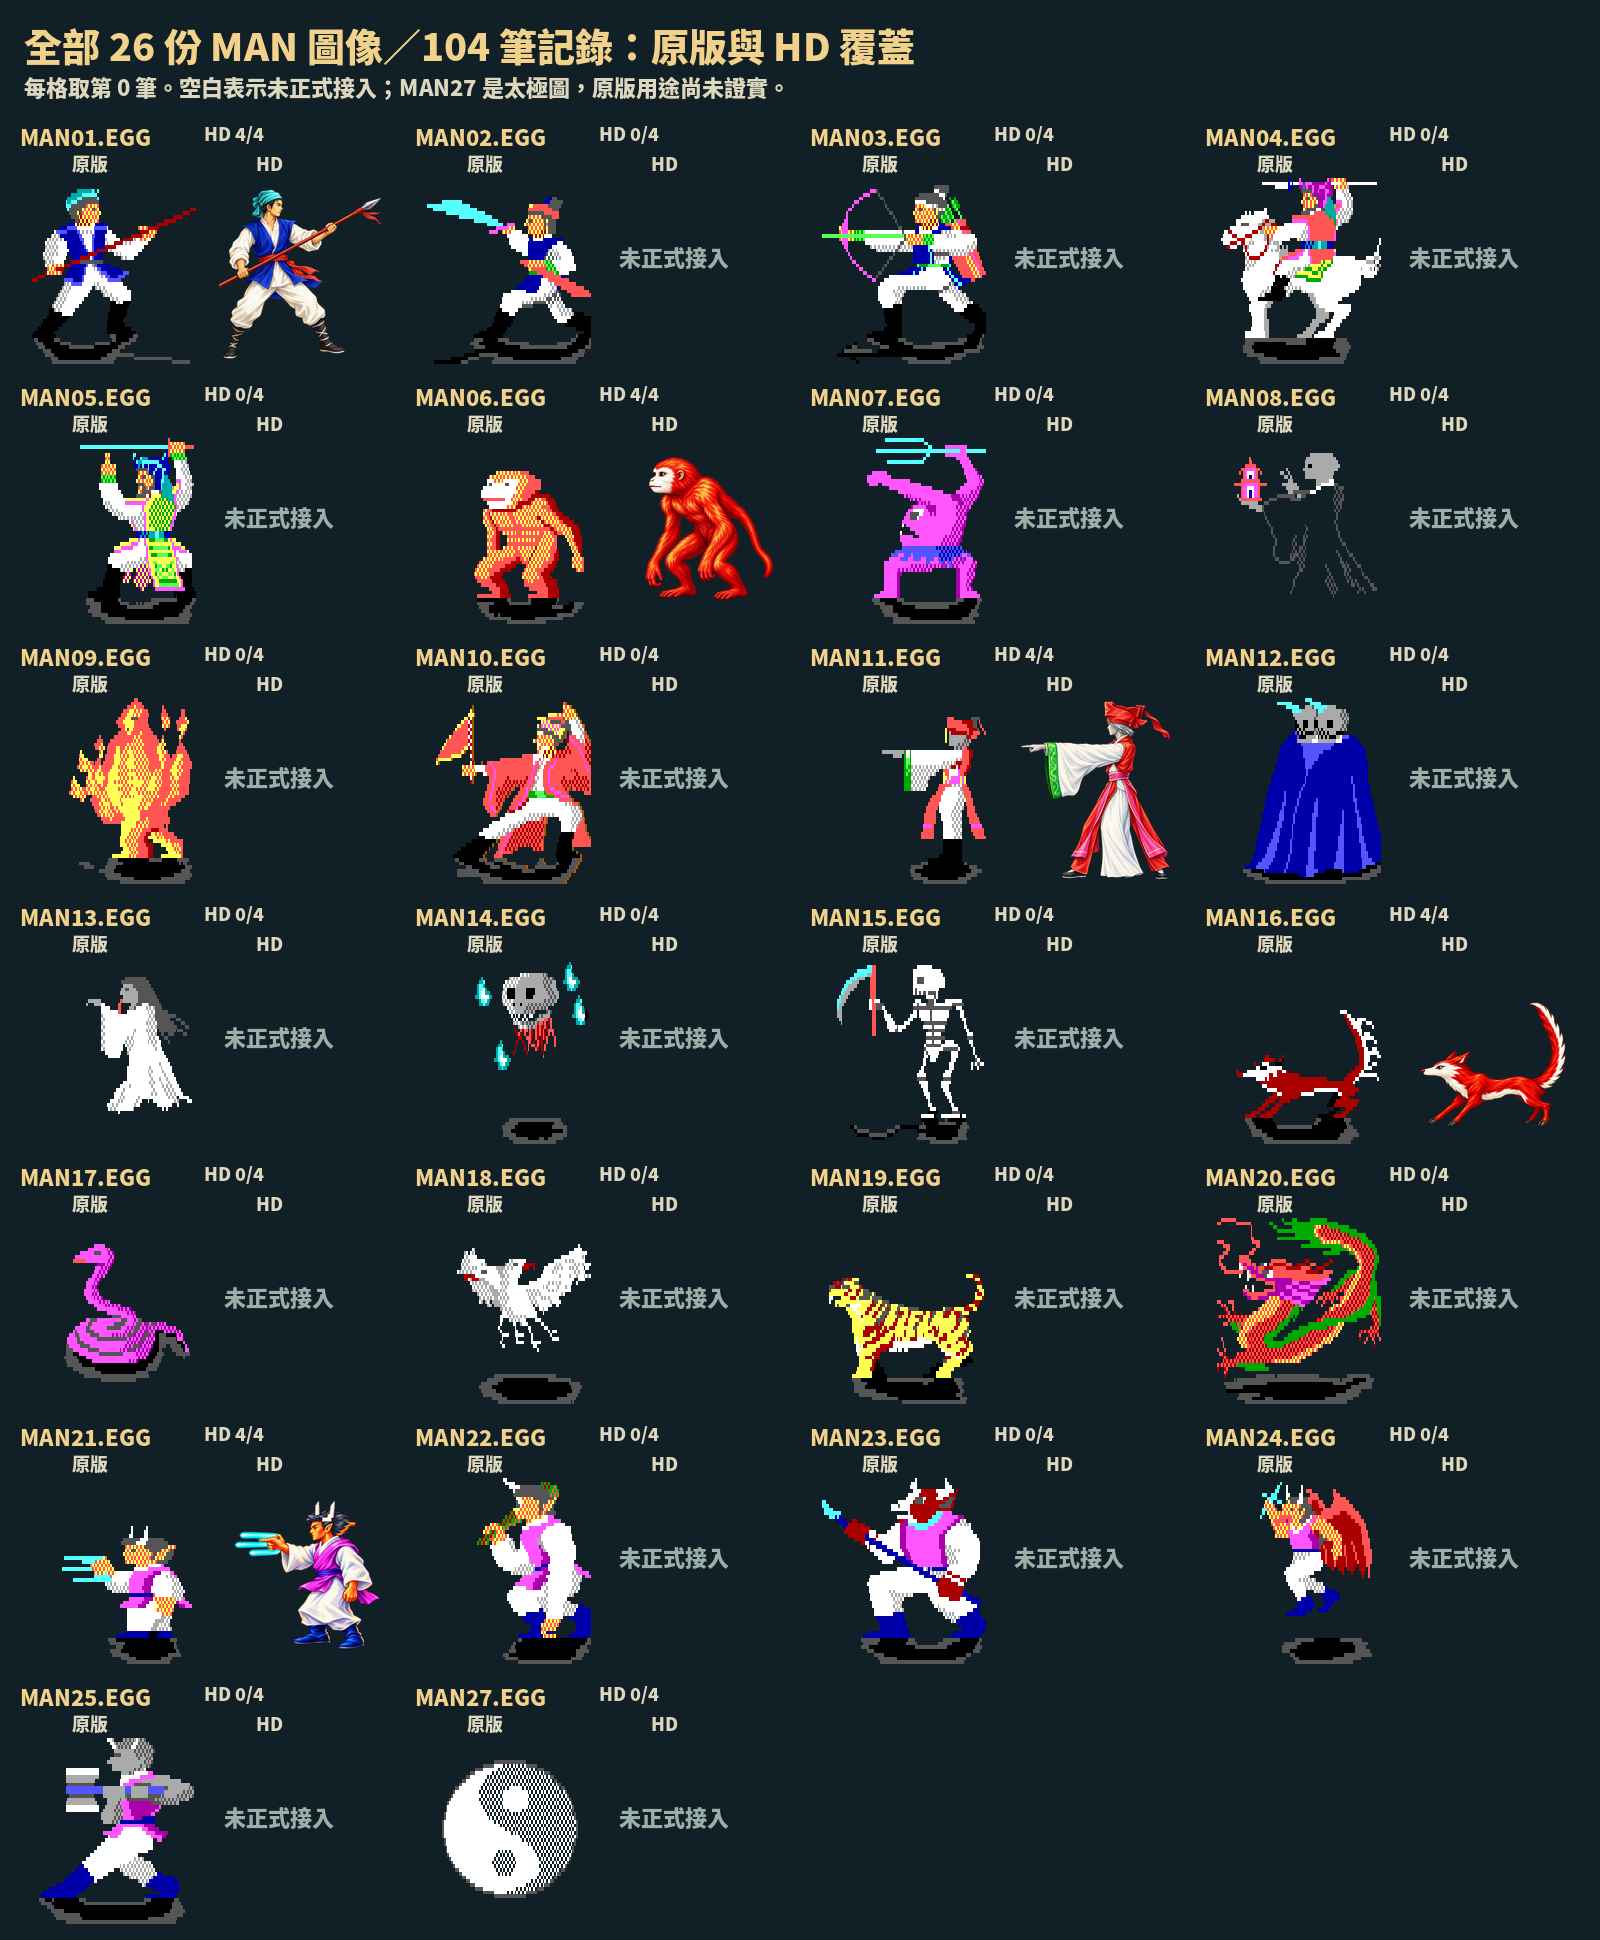 全部 26 份 MAN 圖像／104 筆記錄：原版與 HD 覆蓋
每格取第 0 筆。空白表示未正式接入；MAN27 是太極圖，原版用途尚未證實。
MAN01.EGG HD 4/4 MAN02.EGG HD 0/4 MAN03.EGG HD 0/4 MAN04.EGG HD 0/4
原版 HD 原版 HD 原版 HD 原版 HD
未正式接入 未正式接入 未正式接入
MAN05.EGG HD 0/4 MAN06.EGG HD 4/4 MAN07.EGG HD 0/4 MAN08.EGG HD 0/4
原版 HD 原版 HD 原版 HD 原版 HD
未正式接入 未正式接入 未正式接入
MAN09.EGG HD 0/4 MAN10.EGG HD 0/4 MAN11.EGG HD 4/4 MAN12.EGG HD 0/4
原版 HD 原版 HD 原版 HD 原版 HD
未正式接入 未正式接入 未正式接入
MAN13.EGG HD 0/4 MAN14.EGG HD 0/4 MAN15.EGG HD 0/4 MAN16.EGG HD 4/4
原版 HD 原版 HD 原版 HD 原版 HD
未正式接入 未正式接入 未正式接入
MAN17.EGG HD 0/4 MAN18.EGG HD 0/4 MAN19.EGG HD 0/4 MAN20.EGG HD 0/4
原版 HD 原版 HD 原版 HD 原版 HD
未正式接入 未正式接入 未正式接入 未正式接入
MAN21.EGG HD 4/4 MAN22.EGG HD 0/4 MAN23.EGG HD 0/4 MAN24.EGG HD 0/4
原版 HD 原版 HD 原版 HD 原版 HD
未正式接入 未正式接入 未正式接入
MAN25.EGG HD 0/4 MAN27.EGG HD 0/4
原版 HD 原版 HD
未正式接入 未正式接入